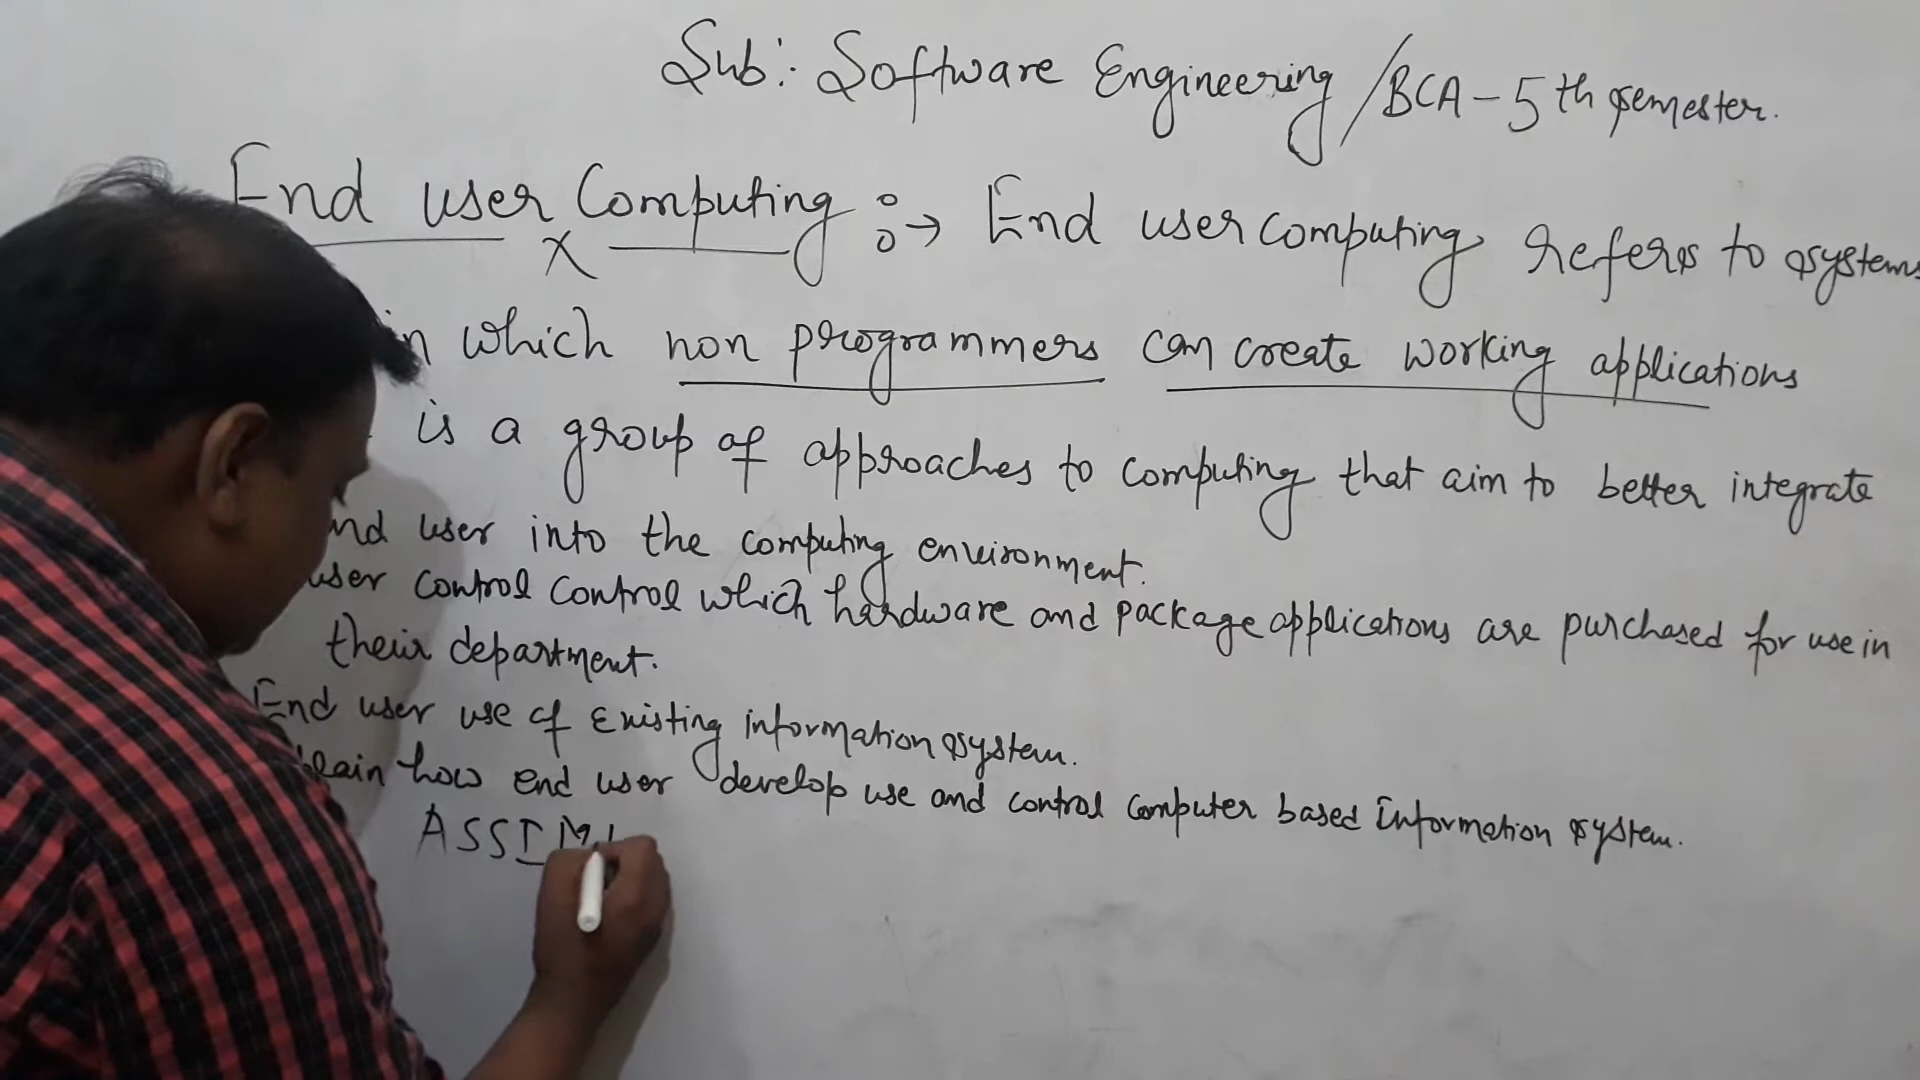 Sub:- Software Engineering / BCA - 5th semester.
End user Computing :→ End user computing refers to systems
in which non programmers can create working applications
is a group of approaches to computing that aim to better integrate
end user into the computing environment.
user control control which hardware and package applications are purchased for use in
their department.
End user use of Existing information system.
how end user develop use and control computer based Information system.